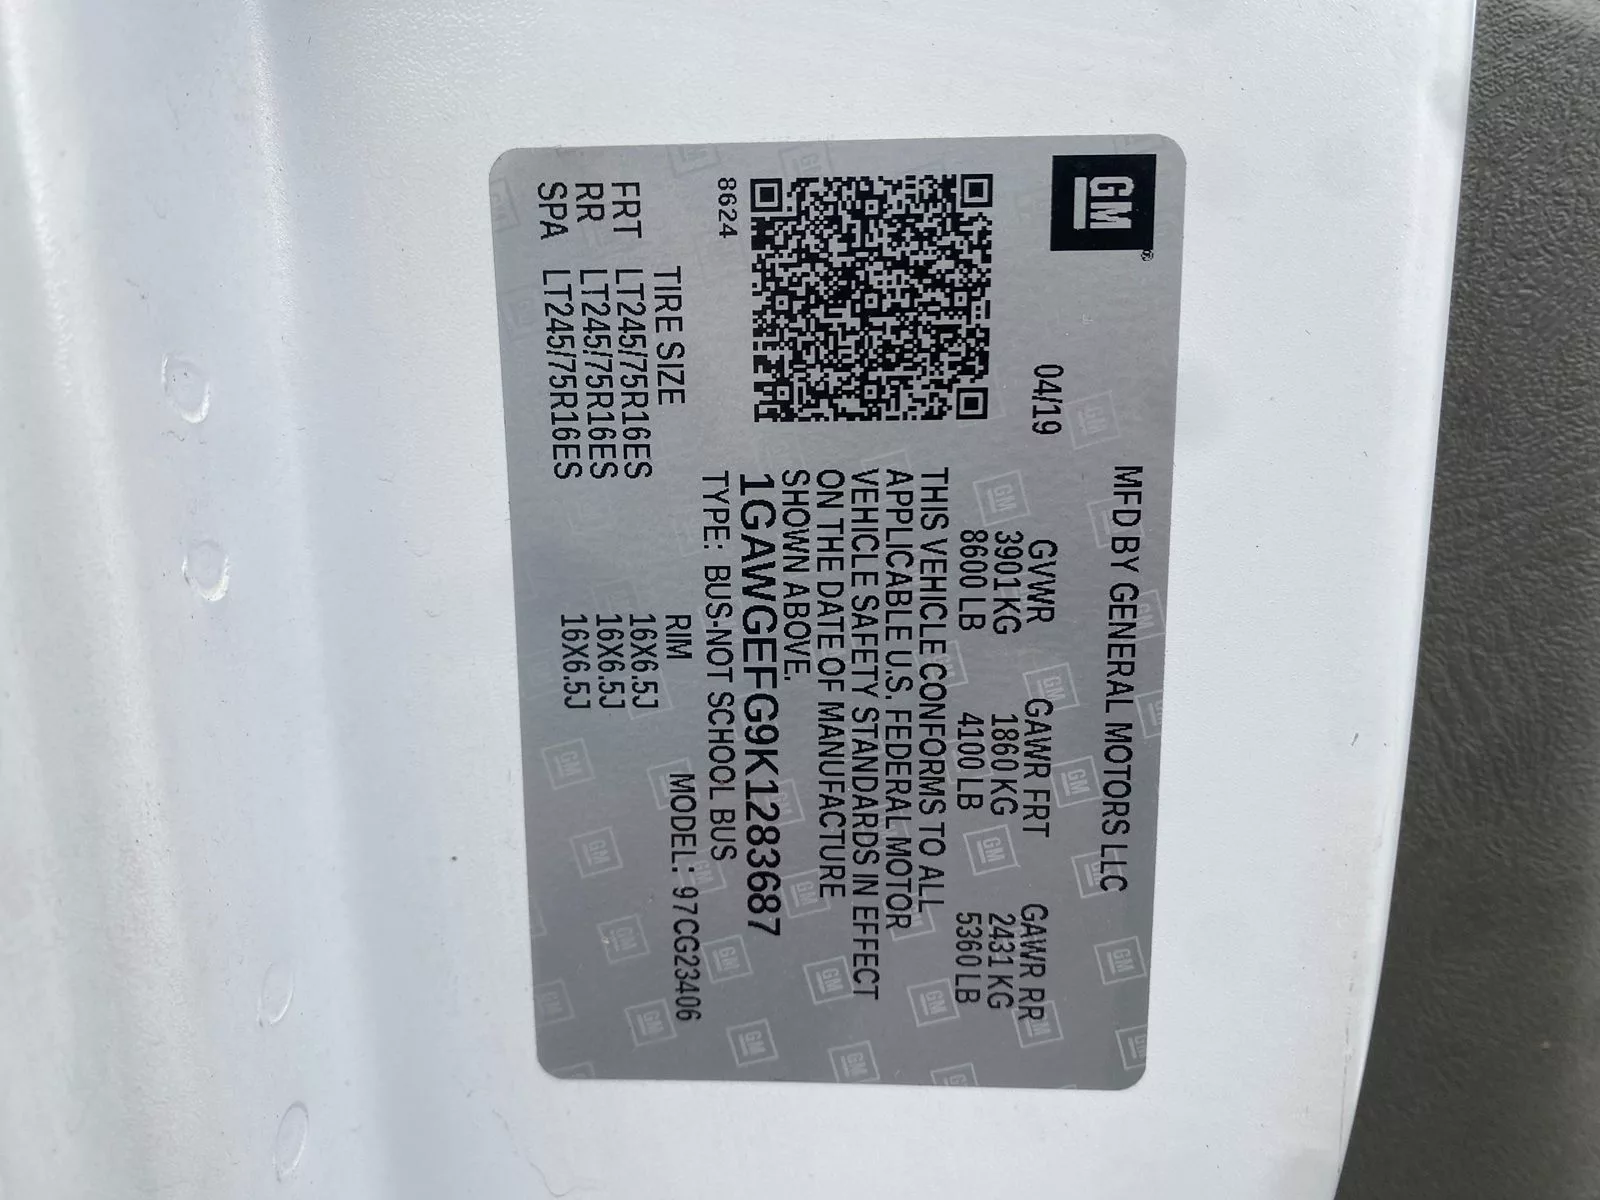 GM
MFD BY GENERAL MOTORS LLC
04/19 GVWR GAWR FRT GAWR RR
3901 KG 1860 KG 2431 KG
8600 LB 4100 LB 5360 LB
THIS VEHICLE CONFORMS TO ALL
APPLICABLE U.S. FEDERAL MOTOR
VEHICLE SAFETY STANDARDS IN EFFECT
ON THE DATE OF MANUFACTURE
SHOWN ABOVE.
1GAWGEFG9K1283687
8624 TYPE: BUS-NOT SCHOOL BUS
MODEL: 97CG23406
TIRE SIZE RIM
FRT LT245/75R16ES 16X6.5J
RR LT245/75R16ES 16X6.5J
SPA LT245/75R16ES 16X6.5J